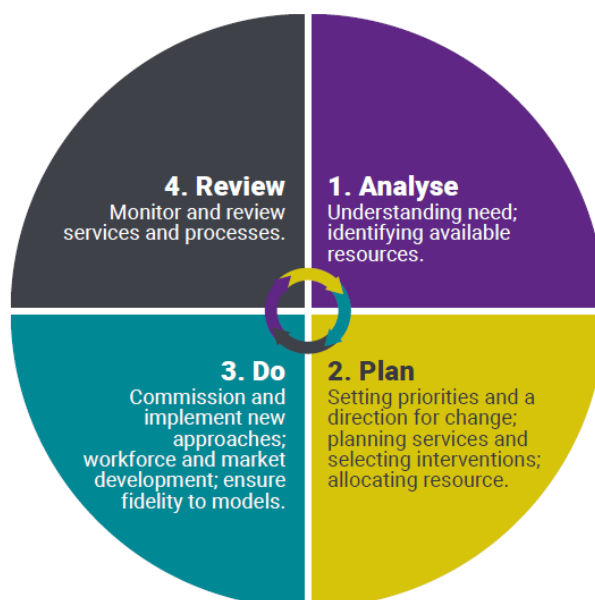 1. Analyse
Understanding need;
identifying available
resources.
2. Plan
Setting priorities and a
direction for change;
planning services and
selecting interventions;
allocating resource.
3. Do
Commission and
implement new
approaches;
workforce and market
development; ensure
fidelity to models.
4. Review
Monitor and review
services and processes.